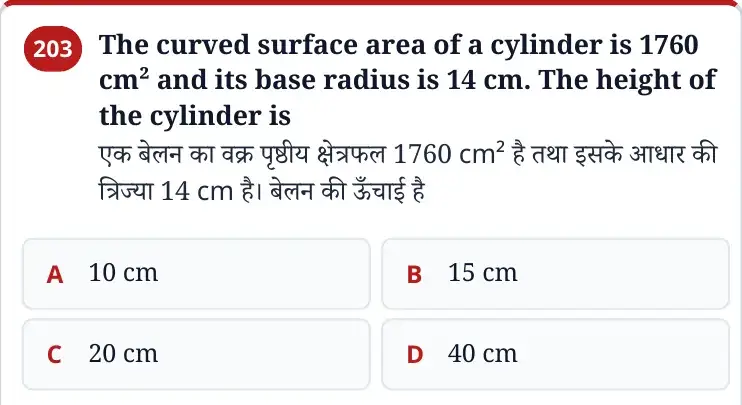 203 The curved surface area of a cylinder is 1760
cm² and its base radius is 14 cm. The height of
the cylinder is
एक बेलन का वक्र पृष्ठीय क्षेत्रफल 1760 cm² है तथा इसके आधार की
त्रिज्या 14 cm है। बेलन की ऊँचाई है
A 10 cm
B 15 cm
C 20 cm
D 40 cm